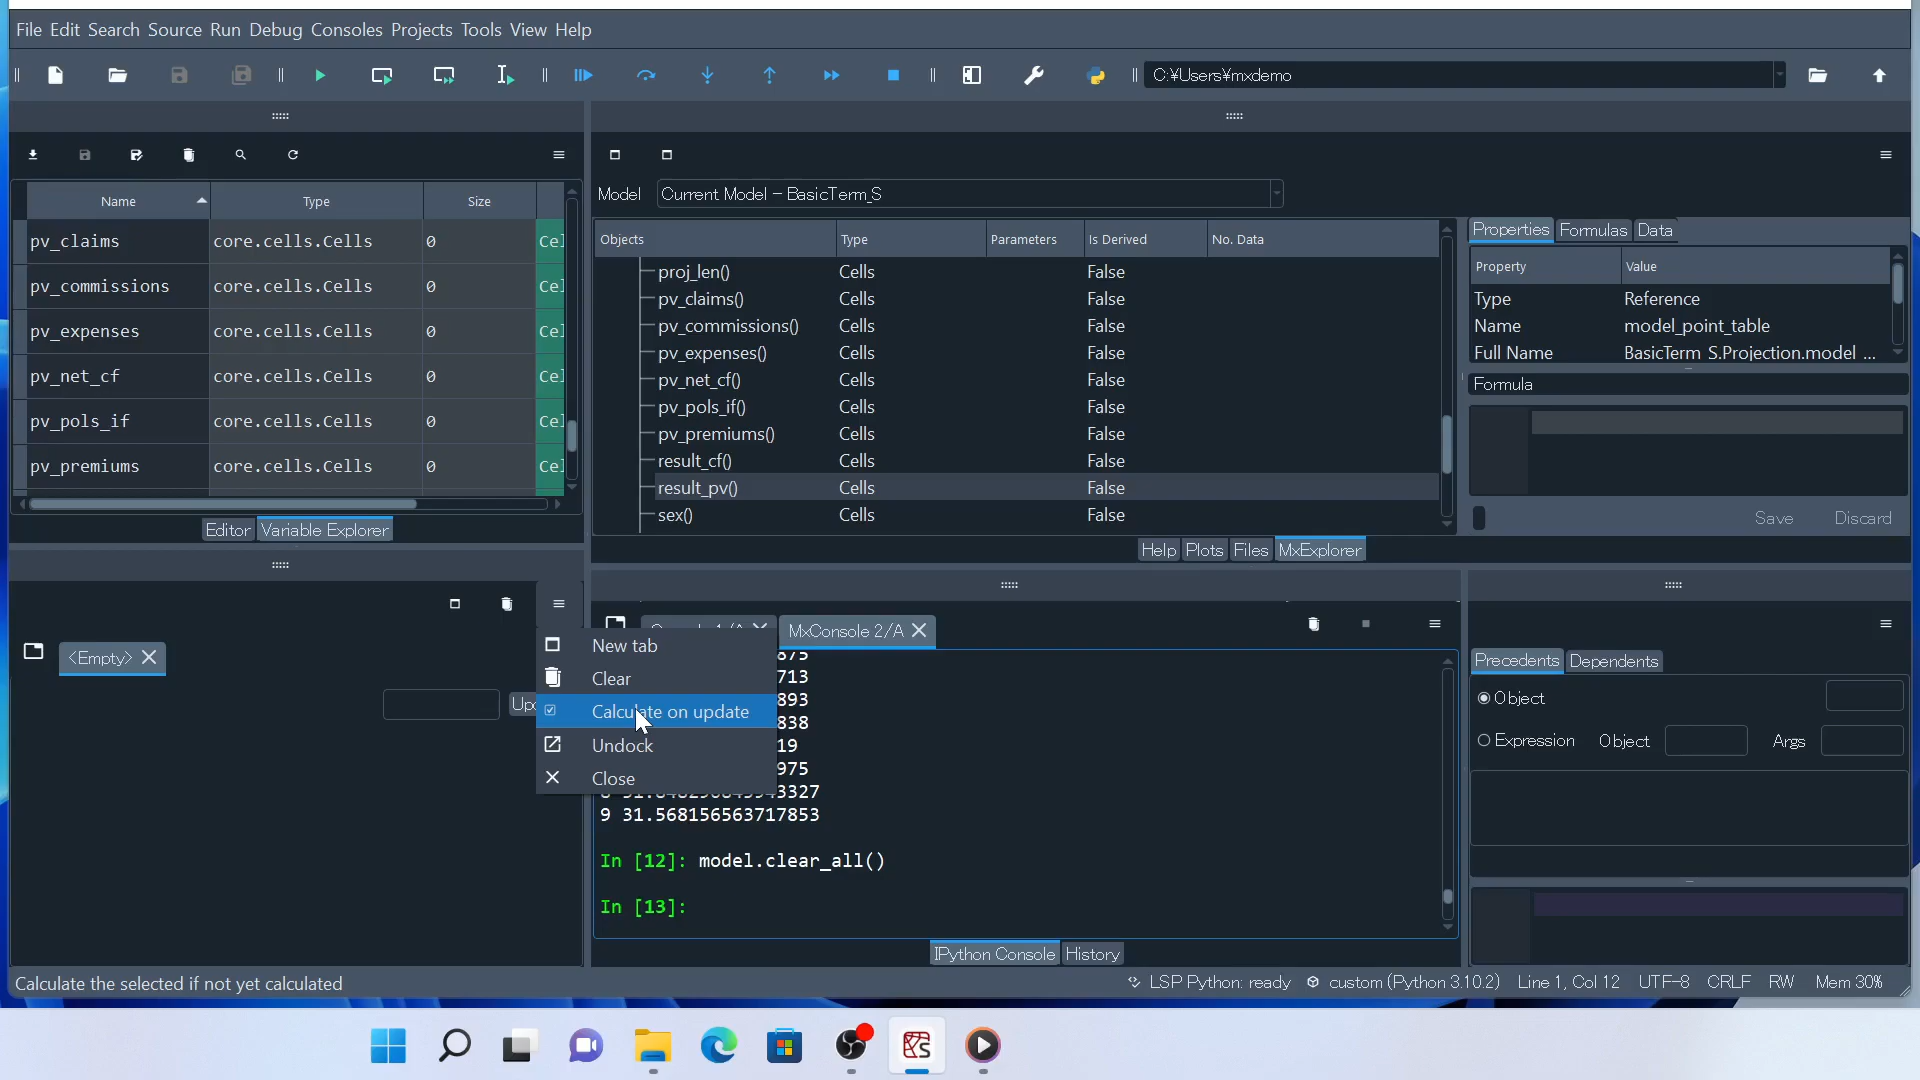 File Edit Search Source Run Debug Consoles Projects Tools View Help
C:¥Users¥mxdemo
Name Type Size
pv_claims core.cells.Cells 0 Cel
pv_commissions core.cells.Cells 0 Cel
pv_expenses core.cells.Cells 0 Cel
pv_net_cf core.cells.Cells 0 Cel
pv_pols_if core.cells.Cells 0 Cel
pv_premiums core.cells.Cells 0 Cel
Editor Variable Explorer
Model Current Model - BasicTerm_S
Objects Type Parameters Is Derived No. Data
proj_len() Cells False
pv_claims() Cells False
pv_commissions() Cells False
pv_expenses() Cells False
pv_net_cf() Cells False
pv_pols_if() Cells False
pv_premiums() Cells False
result_cf() Cells False
result_pv() Cells False
sex() Cells False
Properties Formulas Data
Property Value
Type Reference
Name model_point_table
Full Name BasicTerm_S.Projection.model ...
Formula
Save Discard
Help Plots Files MxExplorer
<Empty>
Upd
New tab
Clear
Calculate on update
Undock
Close
MxConsole 2/A
713
893
838
19
975
9 31.568156563717853
In [12]: model.clear_all()
In [13]:
IPython Console History
Precedents Dependents
Object
Expression Object Args
Calculate the selected if not yet calculated
LSP Python: ready custom (Python 3.10.2) Line 1, Col 12 UTF-8 CRLF RW Mem 30%